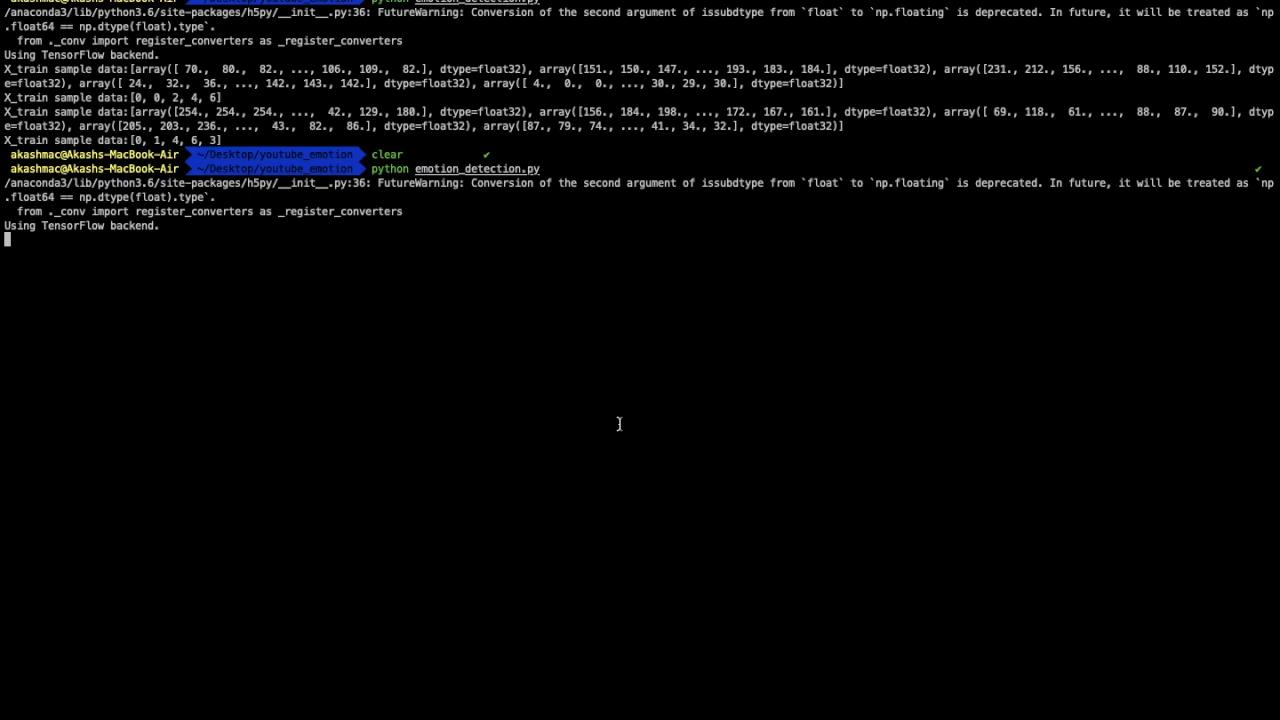 akashmac@Akashs-MacBook-Air ~/Desktop/youtube_emotion python emotion_detection.py
/anaconda3/lib/python3.6/site-packages/h5py/__init__.py:36: FutureWarning: Conversion of the second argument of issubdtype from `float` to `np.floating` is deprecated. In future, it will be treated as `np
.float64 == np.dtype(float).type`.
from ._conv import register_converters as _register_converters
Using TensorFlow backend.
X_train sample data:[array([ 70., 80., 82., ..., 106., 109., 82.], dtype=float32), array([151., 150., 147., ..., 193., 183., 184.], dtype=float32), array([231., 212., 156., ..., 88., 110., 152.], dtyp
e=float32), array([ 24., 32., 36., ..., 142., 143., 142.], dtype=float32), array([ 4., 0., 0., ..., 30., 29., 30.], dtype=float32)]
X_train sample data:[0, 0, 2, 4, 6]
X_train sample data:[array([254., 254., 254., ..., 42., 129., 180.], dtype=float32), array([156., 184., 198., ..., 172., 167., 161.], dtype=float32), array([ 69., 118., 61., ..., 88., 87., 90.], dtyp
e=float32), array([205., 203., 236., ..., 43., 82., 86.], dtype=float32), array([87., 79., 74., ..., 41., 34., 32.], dtype=float32)]
X_train sample data:[0, 1, 4, 6, 3]
akashmac@Akashs-MacBook-Air ~/Desktop/youtube_emotion clear ✔
akashmac@Akashs-MacBook-Air ~/Desktop/youtube_emotion python emotion_detection.py ✔
/anaconda3/lib/python3.6/site-packages/h5py/__init__.py:36: FutureWarning: Conversion of the second argument of issubdtype from `float` to `np.floating` is deprecated. In future, it will be treated as `np
.float64 == np.dtype(float).type`.
from ._conv import register_converters as _register_converters
Using TensorFlow backend.